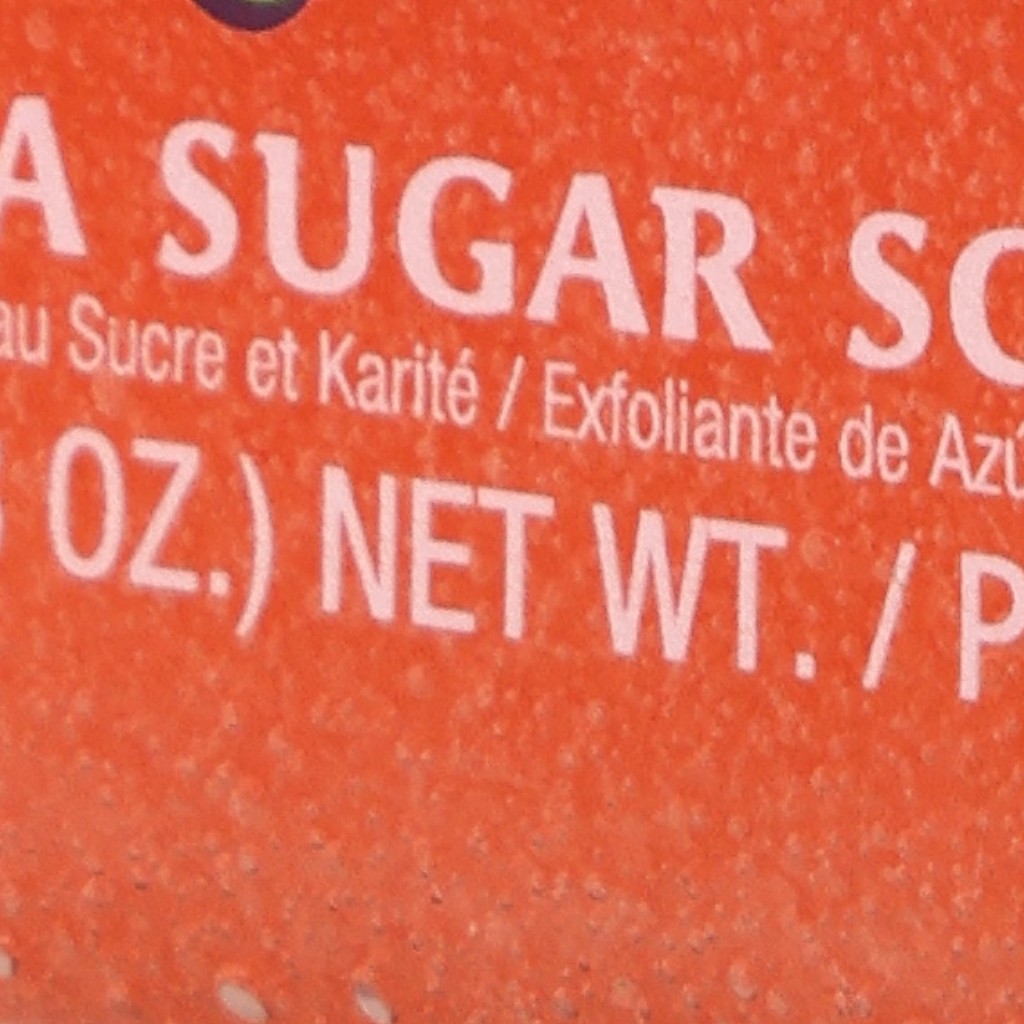 A SUGAR SC
au Sucre et Karité / Exfoliante de Azú
OZ.) NET WT. / P